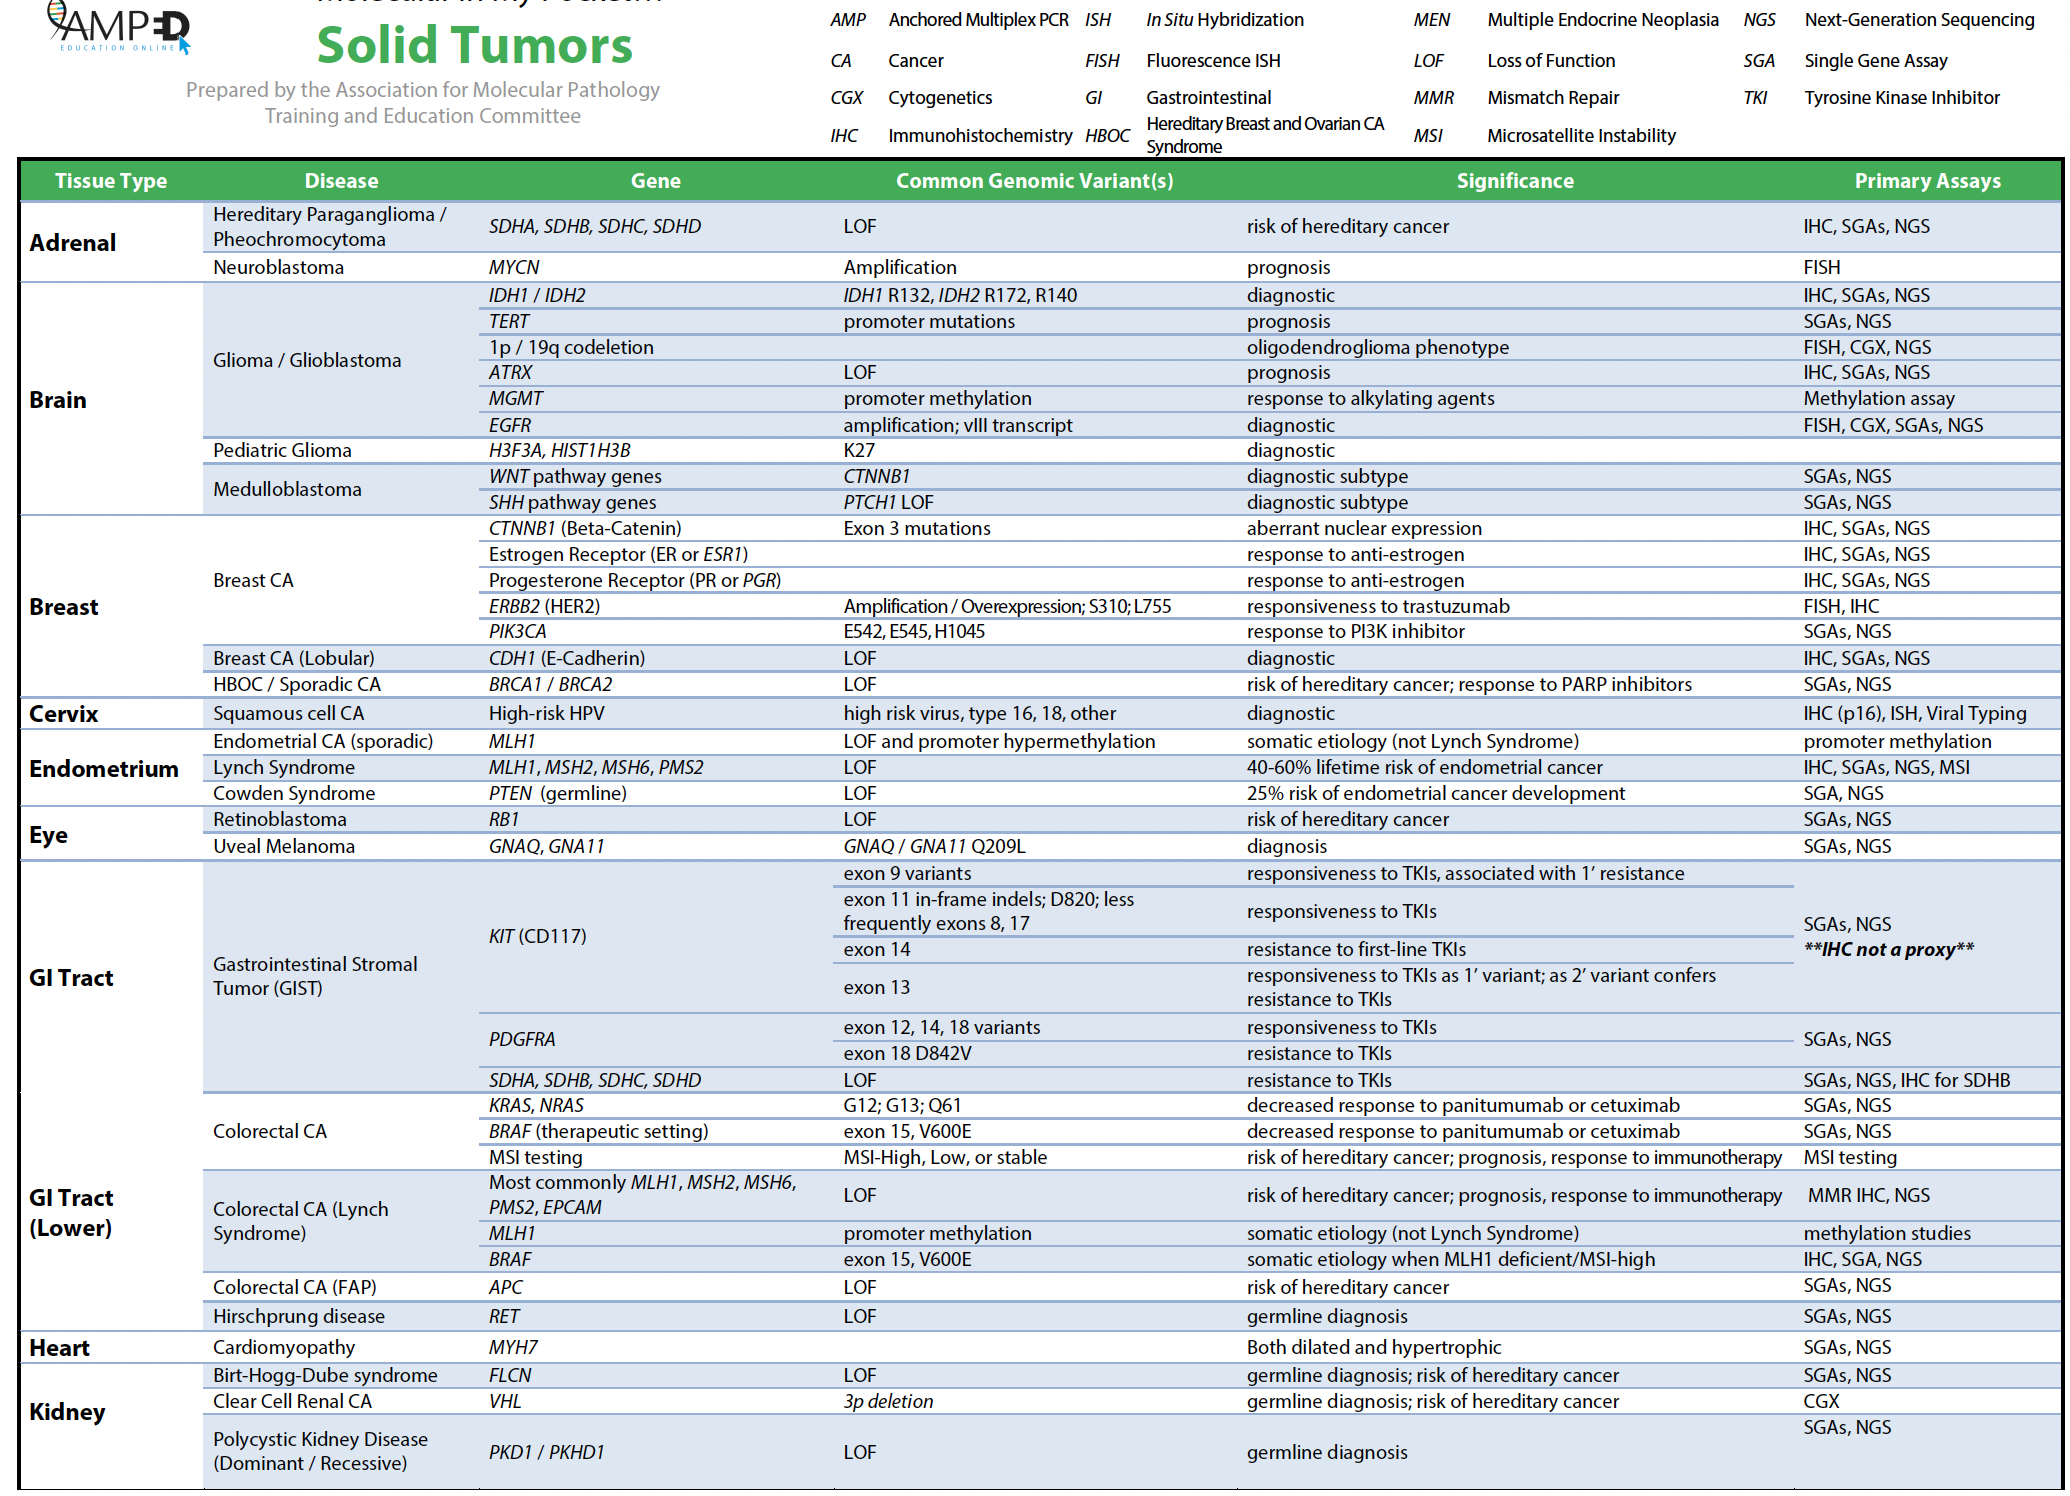 AMPED
EDUCATION ONLINE
Solid Tumors
Prepared by the Association for Molecular Pathology
Training and Education Committee
AMP Anchored Multiplex PCR ISH In Situ Hybridization MEN Multiple Endocrine Neoplasia NGS Next-Generation Sequencing
CA Cancer FISH Fluorescence ISH LOF Loss of Function SGA Single Gene Assay
CGX Cytogenetics GI Gastrointestinal MMR Mismatch Repair TKI Tyrosine Kinase Inhibitor
IHC Immunohistochemistry HBOC Hereditary Breast and Ovarian CA Syndrome MSI Microsatellite Instability
Tissue Type Disease Gene Common Genomic Variant(s) Significance Primary Assays
Adrenal
Hereditary Paraganglioma /
Pheochromocytoma SDHA, SDHB, SDHC, SDHD LOF risk of hereditary cancer IHC, SGAs, NGS
Neuroblastoma MYCN Amplification prognosis FISH
Brain
Glioma / Glioblastoma
IDH1 / IDH2 IDH1 R132, IDH2 R172, R140 diagnostic IHC, SGAs, NGS
TERT promoter mutations prognosis SGAs, NGS
1p / 19q codeletion oligodendroglioma phenotype FISH, CGX, NGS
ATRX LOF prognosis IHC, SGAs, NGS
MGMT promoter methylation response to alkylating agents Methylation assay
EGFR amplification; vIII transcript diagnostic FISH, CGX, SGAs, NGS
Pediatric Glioma H3F3A, HIST1H3B K27 diagnostic
Medulloblastoma
WNT pathway genes CTNNB1 diagnostic subtype SGAs, NGS
SHH pathway genes PTCH1 LOF diagnostic subtype SGAs, NGS
Breast
Breast CA
CTNNB1 (Beta-Catenin) Exon 3 mutations aberrant nuclear expression IHC, SGAs, NGS
Estrogen Receptor (ER or ESR1) response to anti-estrogen IHC, SGAs, NGS
Progesterone Receptor (PR or PGR) response to anti-estrogen IHC, SGAs, NGS
ERBB2 (HER2) Amplification / Overexpression; S310; L755 responsiveness to trastuzumab FISH, IHC
PIK3CA E542, E545, H1045 response to PI3K inhibitor SGAs, NGS
Breast CA (Lobular) CDH1 (E-Cadherin) LOF diagnostic IHC, SGAs, NGS
HBOC / Sporadic CA BRCA1 / BRCA2 LOF risk of hereditary cancer; response to PARP inhibitors SGAs, NGS
Cervix Squamous cell CA High-risk HPV high risk virus, type 16, 18, other diagnostic IHC (p16), ISH, Viral Typing
Endometrium
Endometrial CA (sporadic) MLH1 LOF and promoter hypermethylation somatic etiology (not Lynch Syndrome) promoter methylation
Lynch Syndrome MLH1, MSH2, MSH6, PMS2 LOF 40-60% lifetime risk of endometrial cancer IHC, SGAs, NGS, MSI
Cowden Syndrome PTEN (germline) LOF 25% risk of endometrial cancer development SGA, NGS
Eye
Retinoblastoma RB1 LOF risk of hereditary cancer SGAs, NGS
Uveal Melanoma GNAQ, GNA11 GNAQ / GNA11 Q209L diagnosis SGAs, NGS
GI Tract
Gastrointestinal Stromal
Tumor (GIST)
KIT (CD117)
exon 9 variants responsiveness to TKIs, associated with 1’ resistance
exon 11 in-frame indels; D820; less
frequently exons 8, 17 responsiveness to TKIs
SGAs, NGS
**IHC not a proxy**
exon 14 resistance to first-line TKIs
exon 13 responsiveness to TKIs as 1’ variant; as 2’ variant confers
resistance to TKIs
PDGFRA
exon 12, 14, 18 variants responsiveness to TKIs
SGAs, NGS
exon 18 D842V resistance to TKIs
SDHA, SDHB, SDHC, SDHD LOF resistance to TKIs SGAs, NGS, IHC for SDHB
GI Tract
(Lower)
Colorectal CA
KRAS, NRAS G12; G13; Q61 decreased response to panitumumab or cetuximab SGAs, NGS
BRAF (therapeutic setting) exon 15, V600E decreased response to panitumumab or cetuximab SGAs, NGS
MSI testing MSI-High, Low, or stable risk of hereditary cancer; prognosis, response to immunotherapy MSI testing
Colorectal CA (Lynch
Syndrome)
Most commonly MLH1, MSH2, MSH6,
PMS2, EPCAM LOF risk of hereditary cancer; prognosis, response to immunotherapy MMR IHC, NGS
MLH1 promoter methylation somatic etiology (not Lynch Syndrome) methylation studies
BRAF exon 15, V600E somatic etiology when MLH1 deficient/MSI-high IHC, SGA, NGS
Colorectal CA (FAP) APC LOF risk of hereditary cancer SGAs, NGS
Hirschprung disease RET LOF germline diagnosis SGAs, NGS
Heart Cardiomyopathy MYH7 Both dilated and hypertrophic SGAs, NGS
Kidney
Birt-Hogg-Dube syndrome FLCN LOF germline diagnosis; risk of hereditary cancer SGAs, NGS
Clear Cell Renal CA VHL 3p deletion germline diagnosis; risk of hereditary cancer CGX
Polycystic Kidney Disease
(Dominant / Recessive) PKD1 / PKHD1 LOF germline diagnosis SGAs, NGS